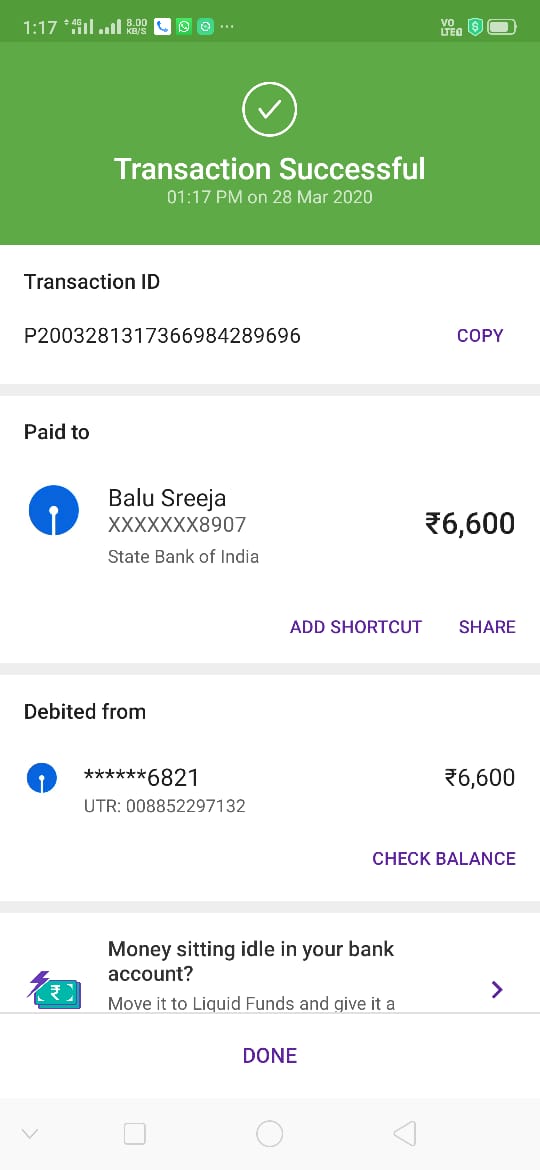 1:17 4G 8.00 KB/S VO LTE
Transaction Successful
01:17 PM on 28 Mar 2020
Transaction ID
P2003281317366984289696 COPY
Paid to
Balu Sreeja
XXXXXXX8907
₹6,600
State Bank of India
ADD SHORTCUT SHARE
Debited from
******6821 ₹6,600
UTR: 008852297132
CHECK BALANCE
Money sitting idle in your bank
account?
Move it to Liquid Funds and give it a
DONE